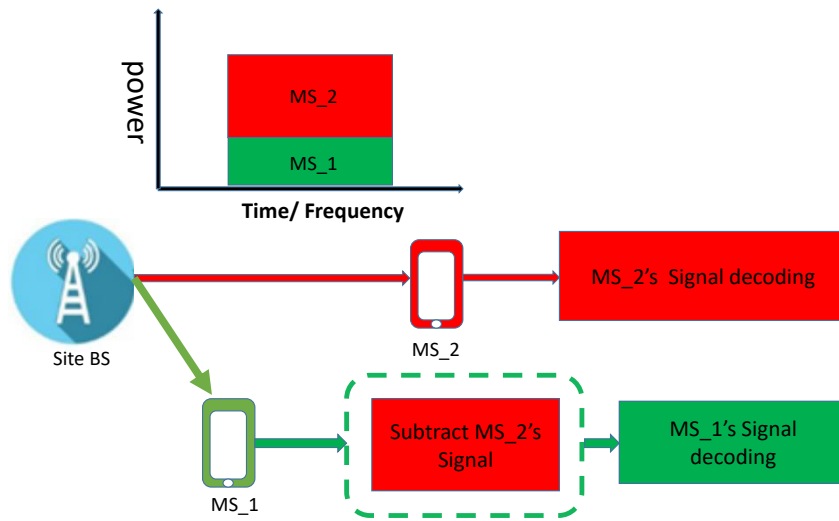 power
MS_2
MS_1
Time/ Frequency
Site BS
MS_2
MS_2's  Signal decoding
MS_1
Subtract MS_2's
Signal
MS_1's Signal
decoding